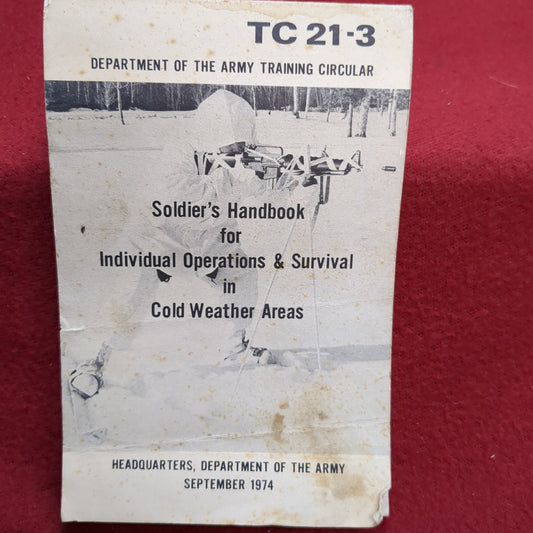 TC 21-3
DEPARTMENT OF THE ARMY TRAINING CIRCULAR
Soldier's Handbook
for
Individual Operations & Survival
in
Cold Weather Areas
HEADQUARTERS, DEPARTMENT OF THE ARMY
SEPTEMBER 1974